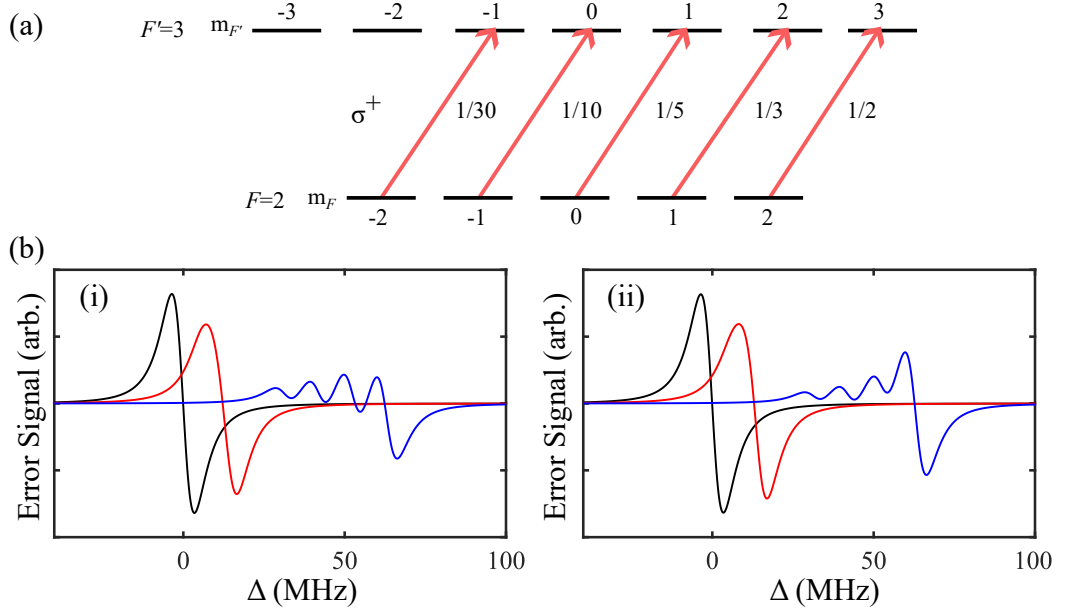 (a)
F'=3 m_F' -3 -2 -1 0 1 2 3
σ+ 1/30 1/10 1/5 1/3 1/2
F=2 m_F -2 -1 0 1 2
(b)
(i)
Error Signal (arb.)
0 50 100
Δ (MHz)
(ii)
Error Signal (arb.)
0 50 100
Δ (MHz)